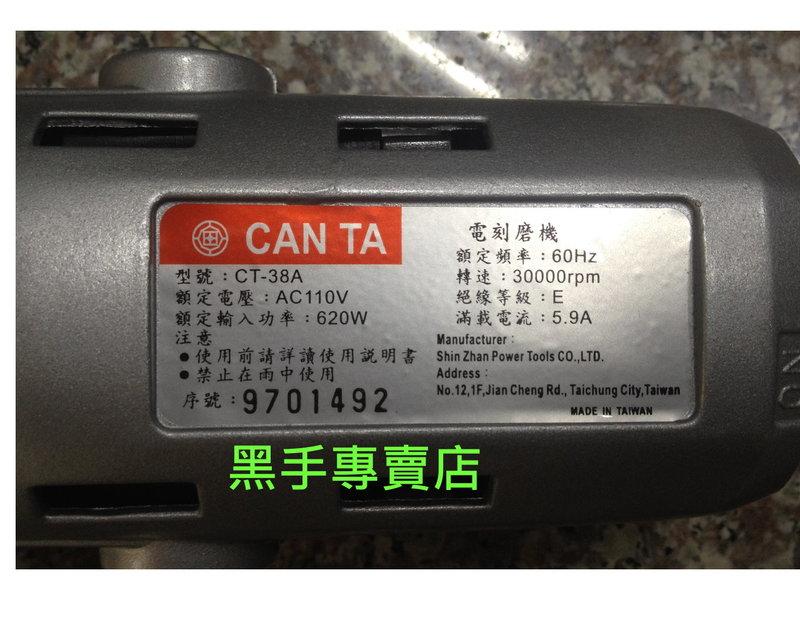 CAN TA
型號：CT-38A
額定電壓：AC110V
額定輸入功率：620W
注意
●使用前請詳讀使用説明書
●禁止在雨中使用
序號：9701492
電刻磨機
額定頻率：60Hz
轉速：30000rpm
絕緣等級：E
滿載電流：5.9A
Manufacturer：
Shin Zhan Power Tools CO.,LTD.
Address：
No.12,1F,Jian Cheng Rd., Taichung City,Taiwan
MADE IN TAIWAN
黑手專賣店